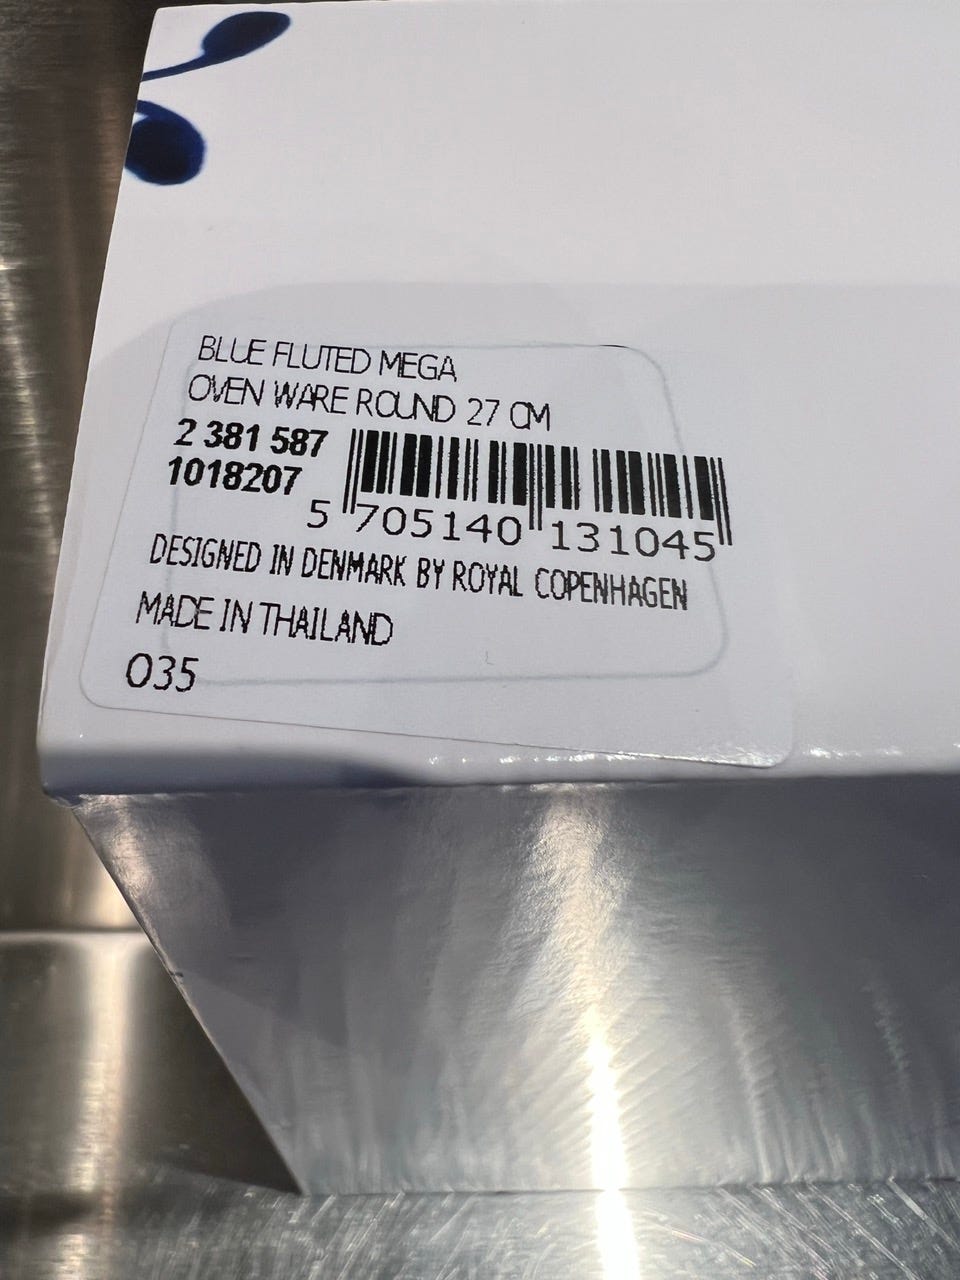 BLUE FLUTED MEGA
OVEN WARE ROUND 27 CM
2 381 587
1018207
5 705140 131045
DESIGNED IN DENMARK BY ROYAL COPENHAGEN
MADE IN THAILAND
035